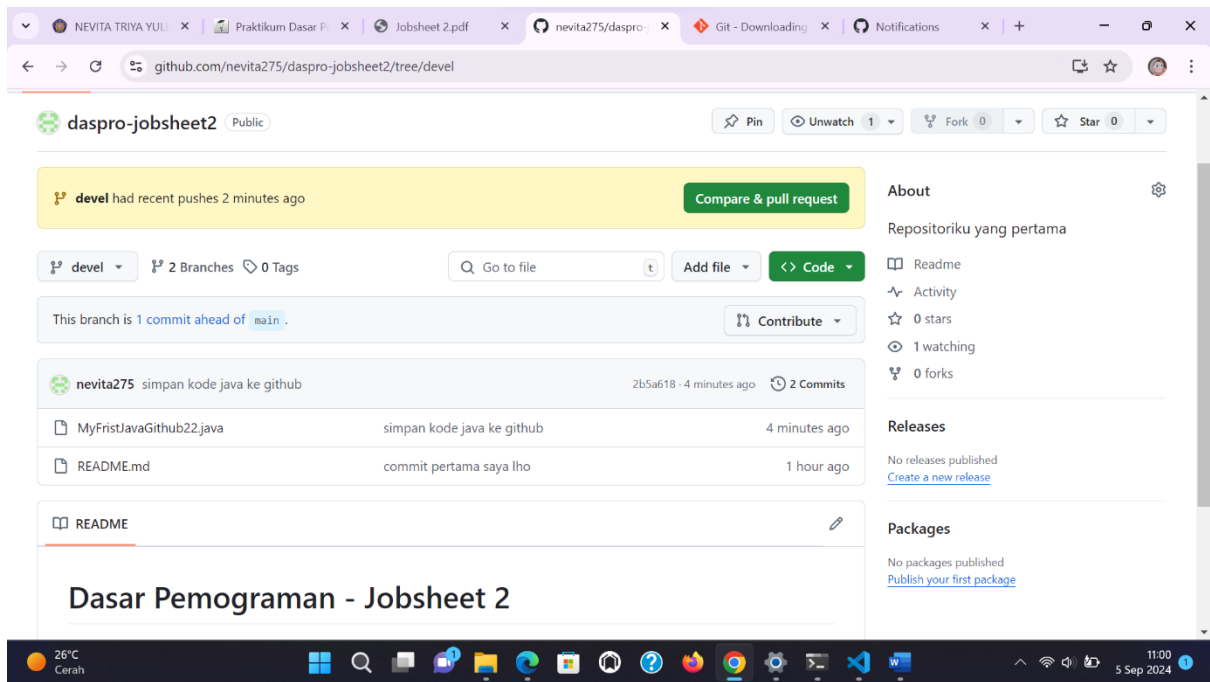 NEVITA TRIYA YULI
Praktikum Dasar P
Jobsheet 2.pdf
nevita275/daspro-j
Git - Downloading
Notifications
github.com/nevita275/daspro-jobsheet2/tree/devel
daspro-jobsheet2 Public
Pin Unwatch 1 Fork 0 Star 0
devel had recent pushes 2 minutes ago
Compare & pull request
devel 2 Branches 0 Tags
Go to file t Add file Code
This branch is 1 commit ahead of main .
Contribute
nevita275 simpan kode java ke github 2b5a618 · 4 minutes ago 2 Commits
MyFristJavaGithub22.java simpan kode java ke github 4 minutes ago
README.md commit pertama saya lho 1 hour ago
README
Dasar Pemograman - Jobsheet 2
About
Repositoriku yang pertama
Readme
Activity
0 stars
1 watching
0 forks
Releases
No releases published
Create a new release
Packages
No packages published
Publish your first package
26°C
Cerah
1
11:00
5 Sep 2024
1